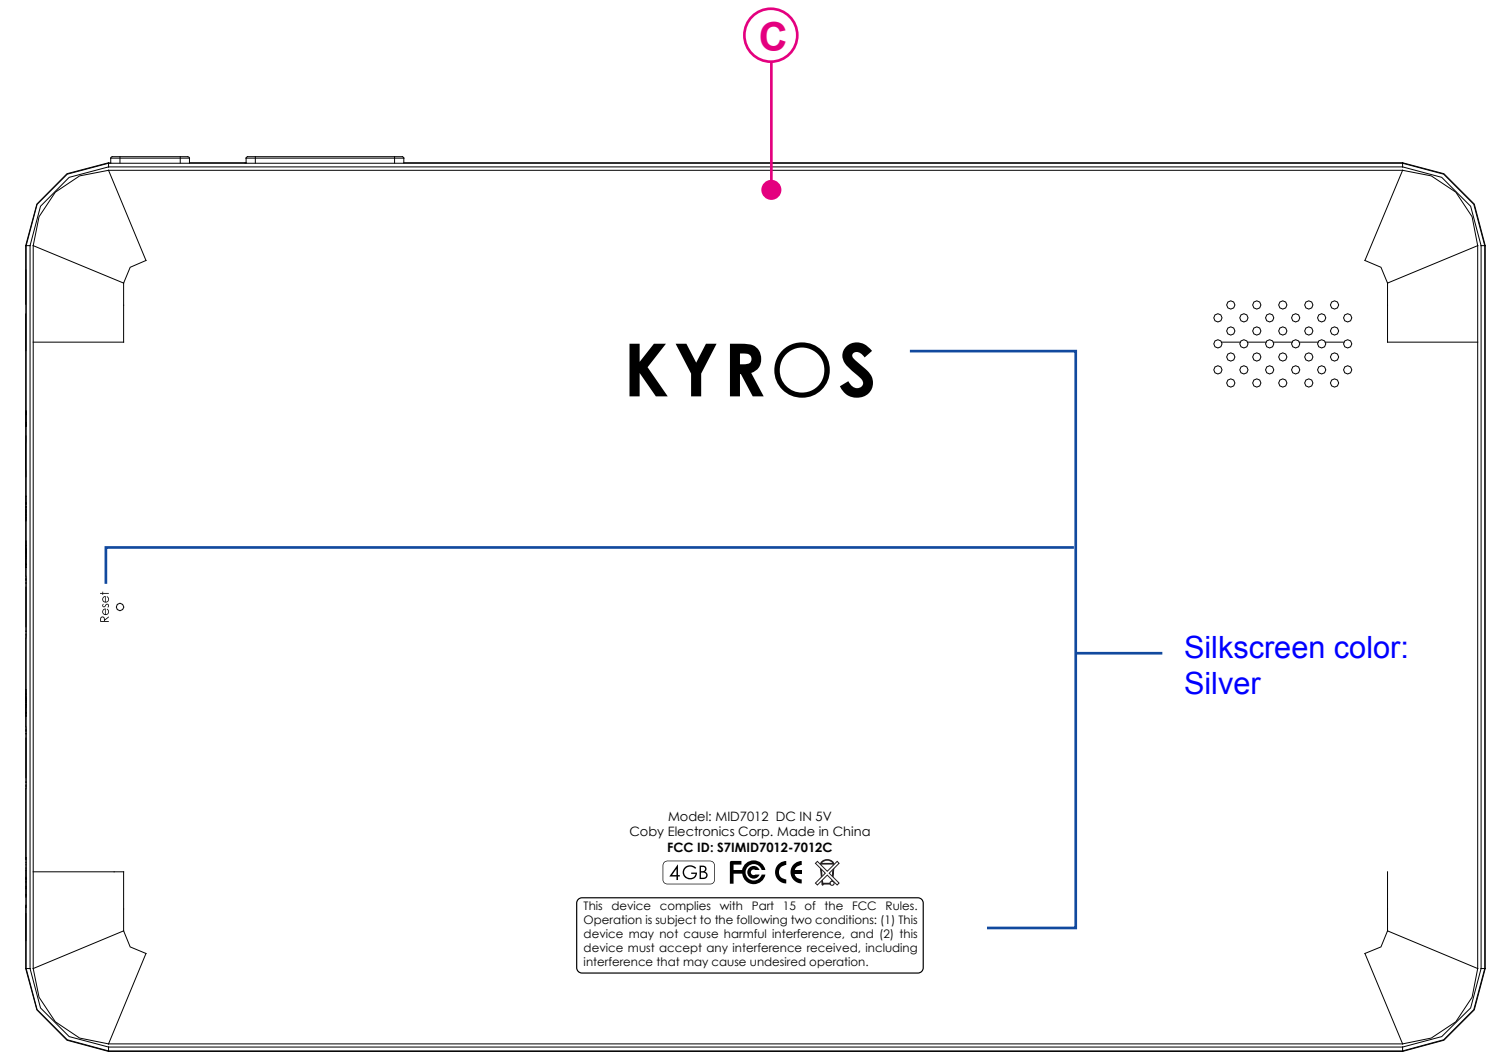 C
KYROS
Reset
Silkscreen color:
Silver
Model: MID7012 DC IN 5V
Coby Electronics Corp. Made in China
FCC ID: S7IMID7012-7012C
4GB FC CE
This device complies with Part 15 of the FCC Rules.
Operation is subject to the following two conditions: (1) This
device may not cause harmful interference, and (2) this
device must accept any interference received, including
interference that may cause undesired operation.